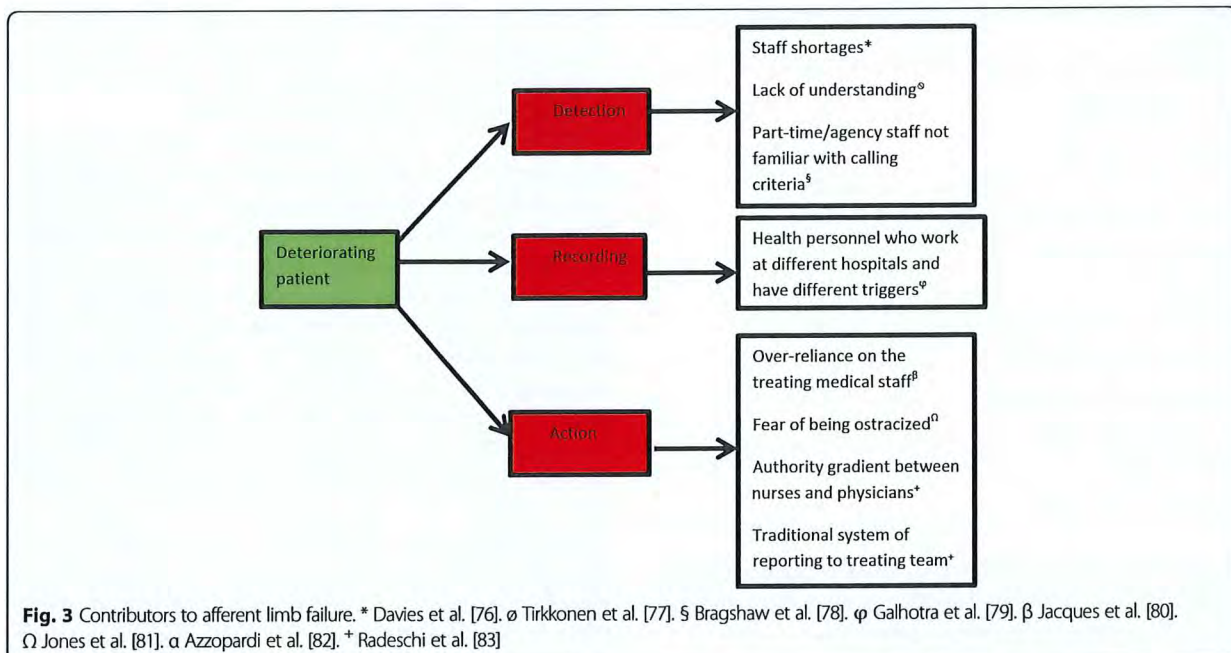 Staff shortages*
Lack of understanding⌀
Part-time/agency staff not
familiar with calling
criteria§
Detection
Deteriorating
patient
Recording
Health personnel who work
at different hospitals and
have different triggersᵠ
Action
Over-reliance on the
treating medical staffᵝ
Fear of being ostracizedΩ
Authority gradient between
nurses and physicians⁺
Traditional system of
reporting to treating team⁺
Fig. 3 Contributors to afferent limb failure. * Davies et al. [76]. ø Tirkkonen et al. [77]. § Bragshaw et al. [78]. φ Galhotra et al. [79]. β Jacques et al. [80].
Ω Jones et al. [81]. α Azzopardi et al. [82]. ⁺ Radeschi et al. [83]